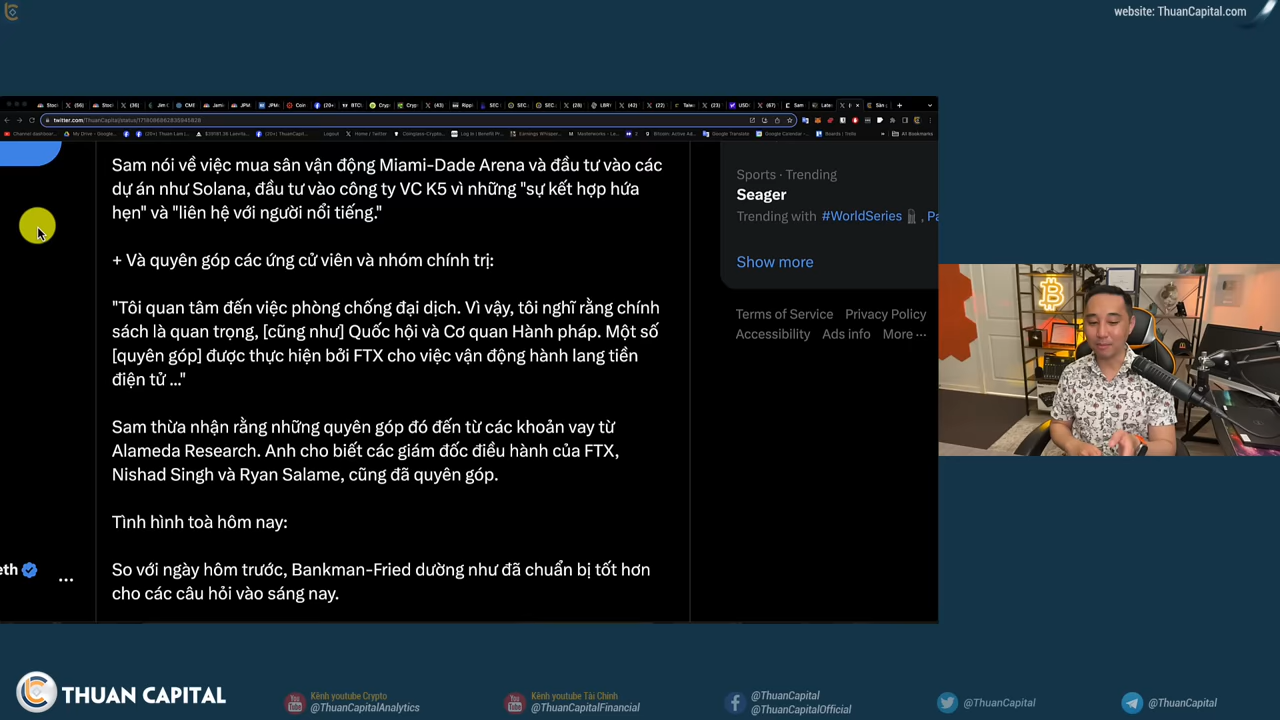 website: ThuanCapital.com
twitter.com/ThuanCapital/status/
Sam nói về việc mua sân vận động Miami-Dade Arena và đầu tư vào các
dự án như Solana, đầu tư vào công ty VC K5 vì những "sự kết hợp hứa
hẹn" và "liên hệ với người nổi tiếng."
+ Và quyên góp các ứng cử viên và nhóm chính trị:
"Tôi quan tâm đến việc phòng chống đại dịch. Vì vậy, tôi nghĩ rằng chính
sách là quan trọng, [cũng như] Quốc hội và Cơ quan Hành pháp. Một số
[quyên góp] được thực hiện bởi FTX cho việc vận động hành lang tiền
điện tử ..."
Sam thừa nhận rằng những quyên góp đó đến từ các khoản vay từ
Alameda Research. Anh cho biết các giám đốc điều hành của FTX,
Nishad Singh và Ryan Salame, cũng đã quyên góp.
Tình hình toà hôm nay:
So với ngày hôm trước, Bankman-Fried dường như đã chuẩn bị tốt hơn
cho các câu hỏi vào sáng nay.
eth
Sports · Trending
Seager
Trending with #WorldSeries , Pa
Show more
Terms of Service Privacy Policy
Accessibility Ads info More ···
THUAN CAPITAL
Kênh youtube Crypto
@ThuanCapitalAnalytics
Kênh youtube Tài Chính
@ThuanCapitalFinancial
@ThuanCapital
@ThuanCapitalOfficial
@ThuanCapital
@ThuanCapital